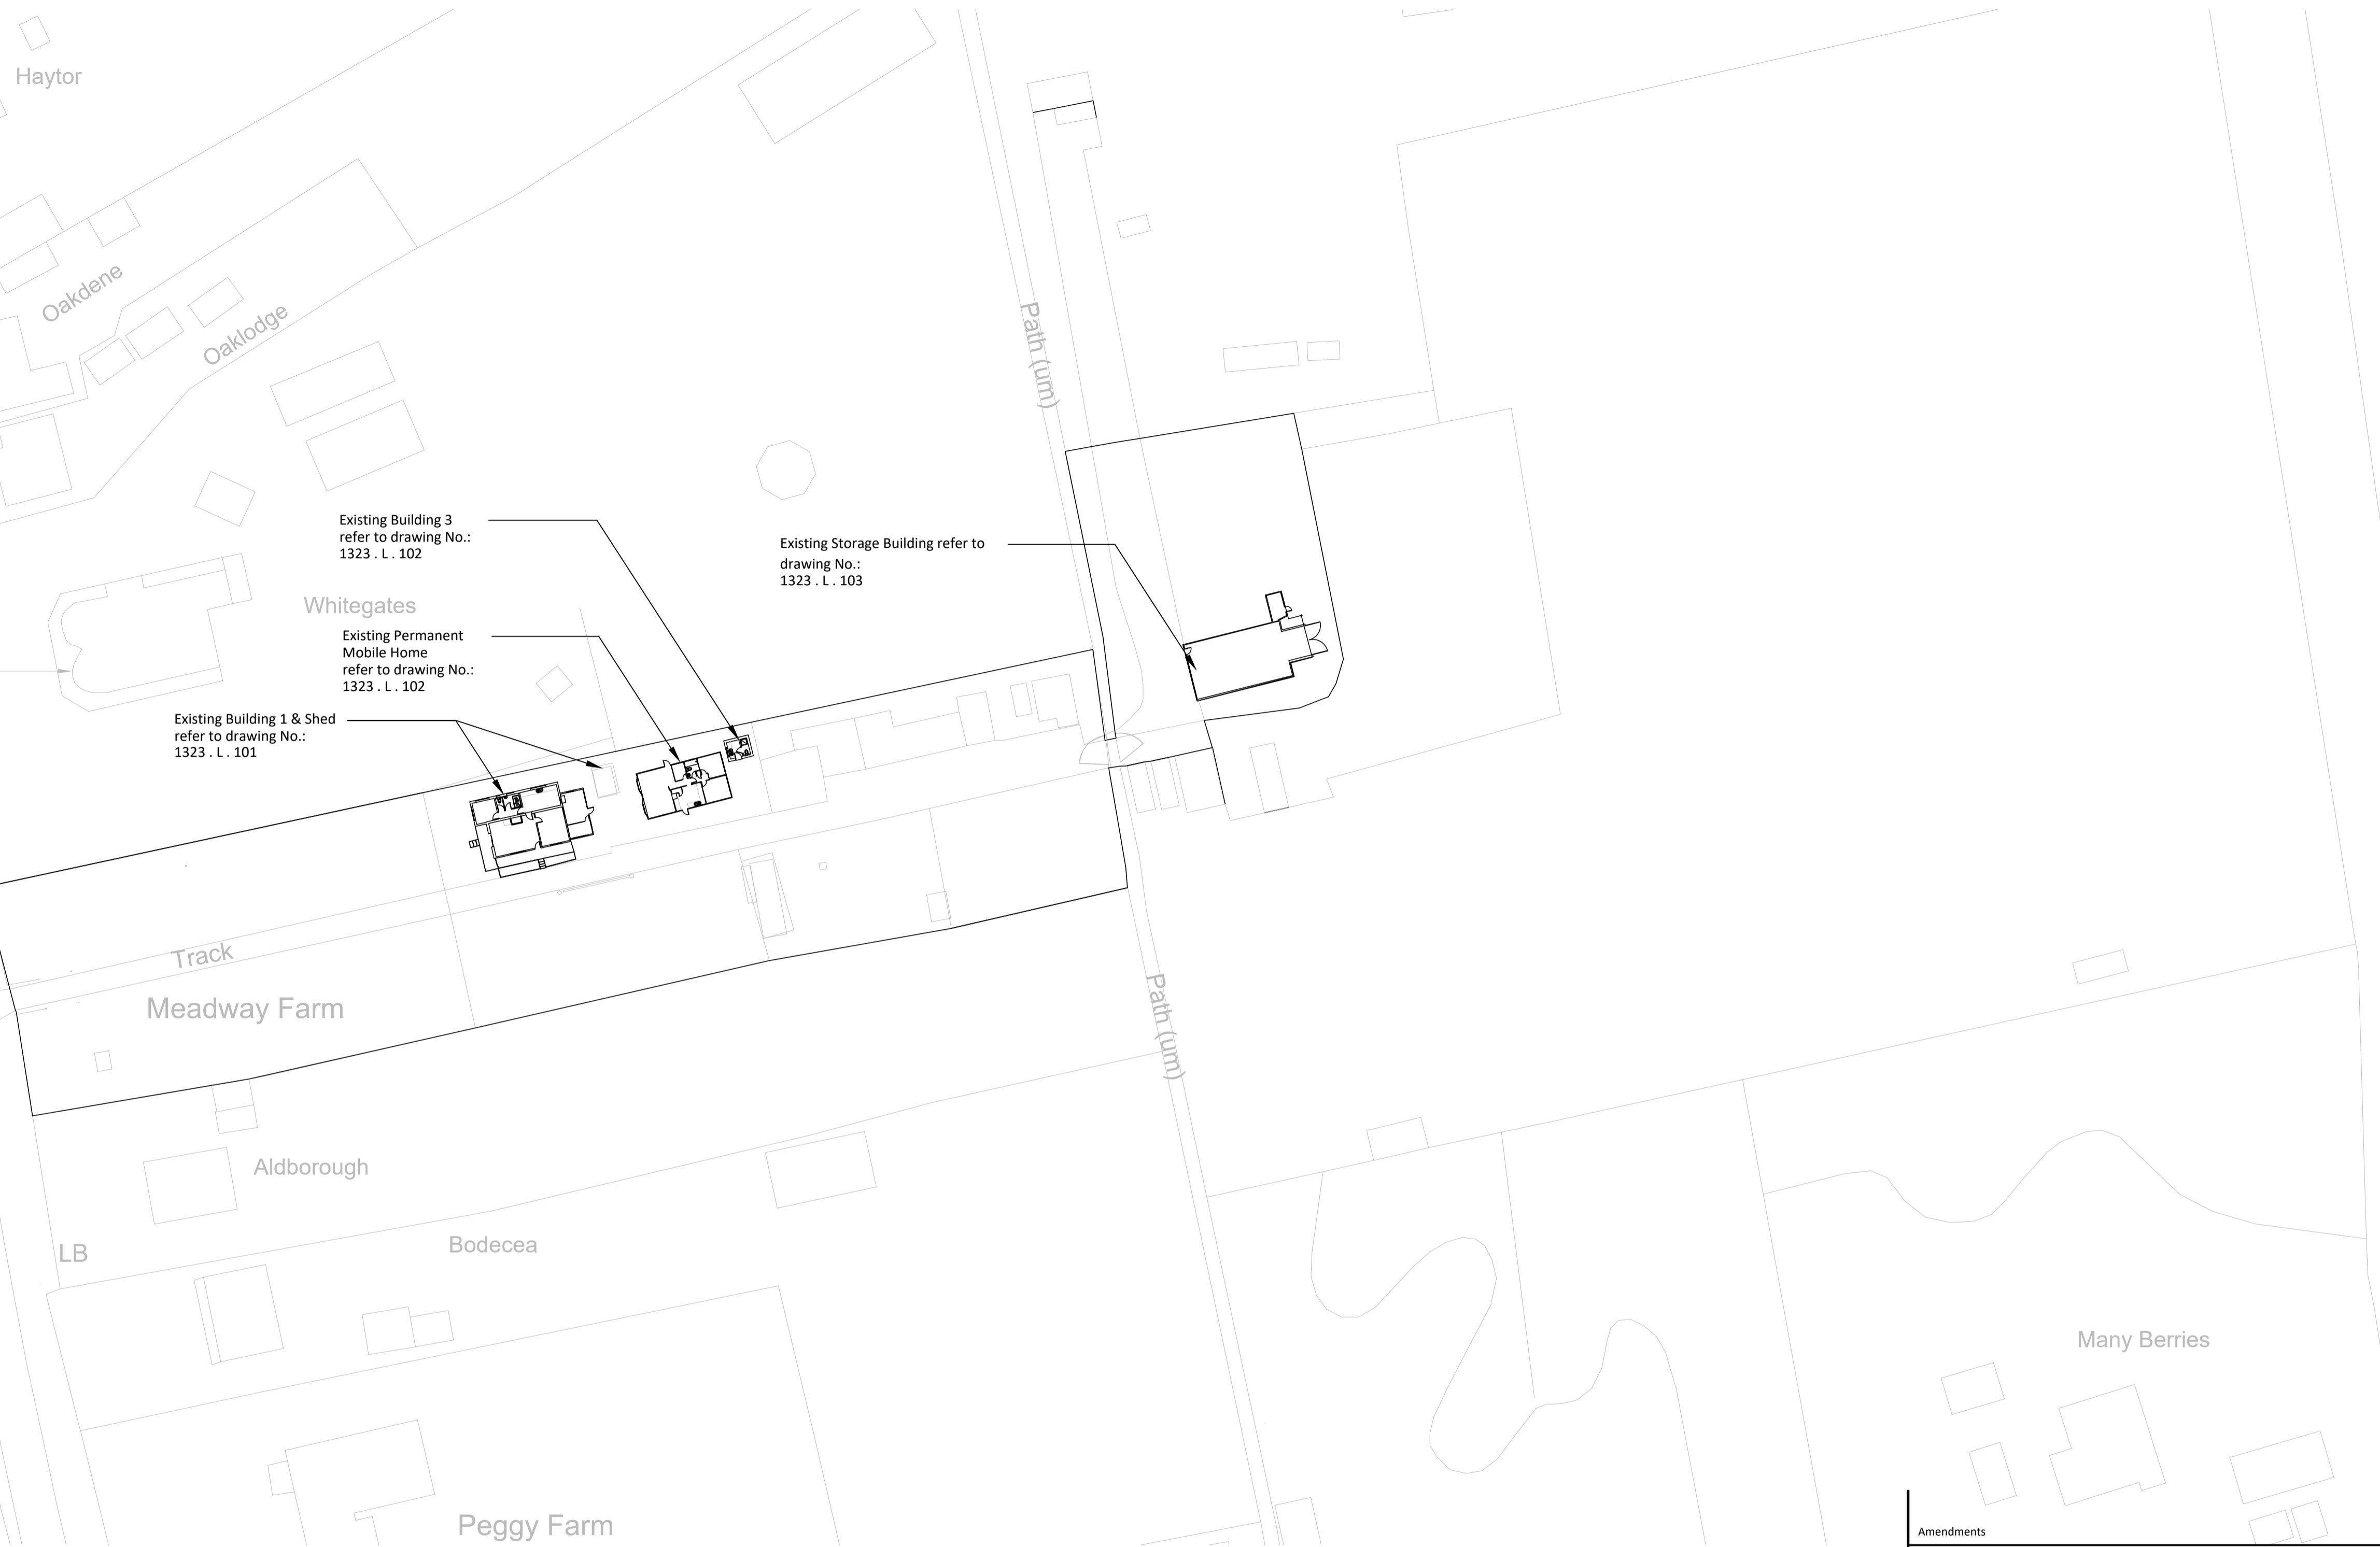 Haytor
Oakdene
Oaklodge
Path (um)
Existing Building 3
refer to drawing No.:
1323 . L . 102
Existing Storage Building refer to
drawing No.:
1323 . L . 103
Whitegates
Existing Permanent
Mobile Home
refer to drawing No.:
1323 . L . 102
Existing Building 1 & Shed
refer to drawing No.:
1323 . L . 101
Track
Meadway Farm
Path (um)
Aldborough
LB
Bodecea
Many Berries
Peggy Farm
Amendments